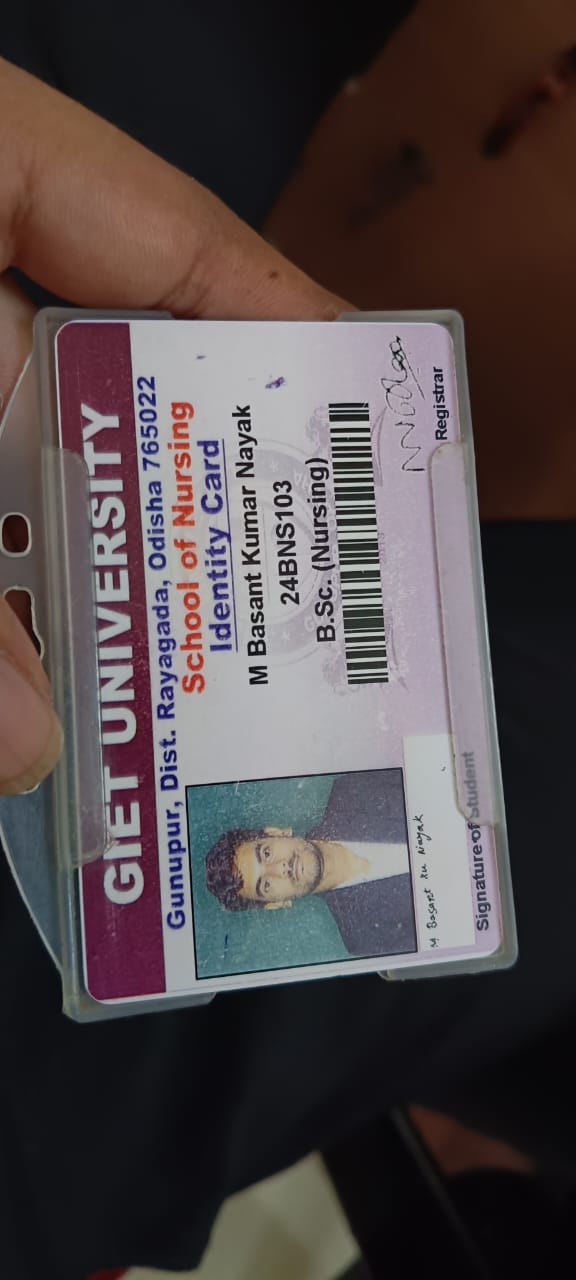 GIET UNIVERSITY
Gunupur, Dist. Rayagada, Odisha 765022
School of Nursing
Identity Card
M Basant Kumar Nayak
24BNS103
B.Sc. (Nursing)
2018
M Basant Ku Nayak
Registrar
Signature of Student